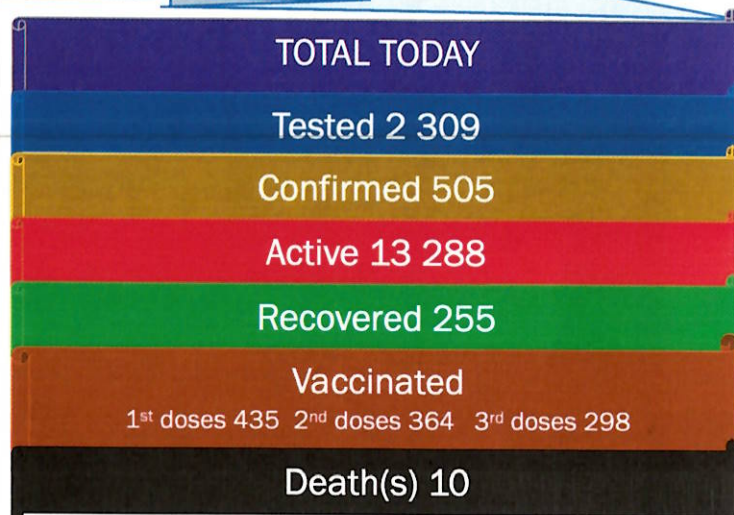 TOTAL TODAY
Tested 2 309
Confirmed 505
Active 13 288
Recovered 255
Vaccinated
1st doses 435 2nd doses 364 3rd doses 298
Death(s) 10